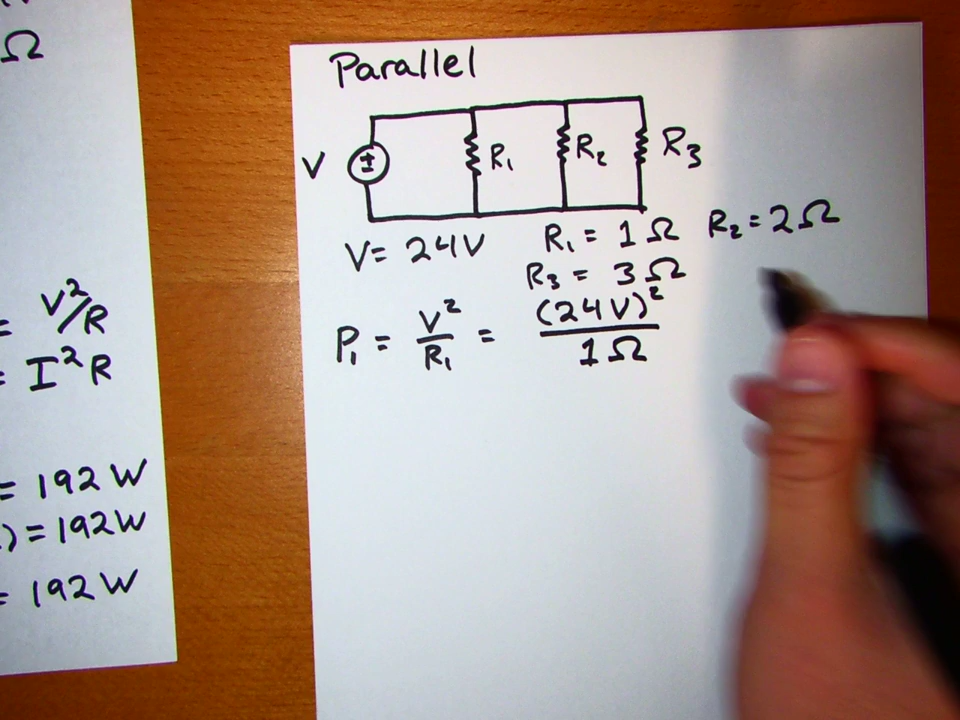 Ω
= V²/R
= I²R
= 192 W
) = 192W
= 192 W
Parallel
V R₁ R₂ R₃
V = 24V R₁ = 1Ω R₂ = 2Ω
R₃ = 3Ω
P₁ = V²/R₁ = (24V)²/1Ω